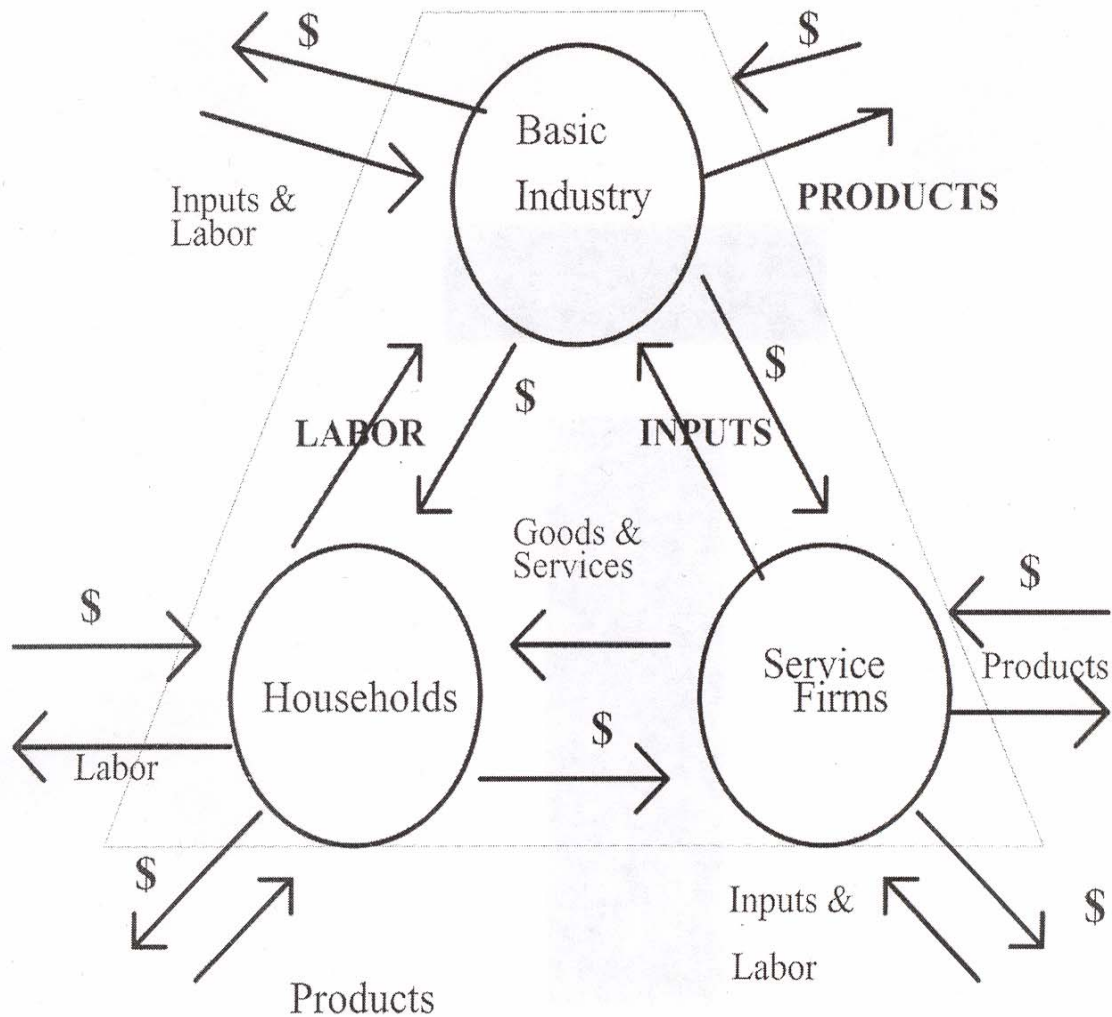 $
$
Basic
Industry
Inputs &
Labor
PRODUCTS
$
$
LABOR
INPUTS
Goods &
Services
$
$
Households
Service
Firms
Products
$
Labor
$
Inputs &
Labor
$
Products